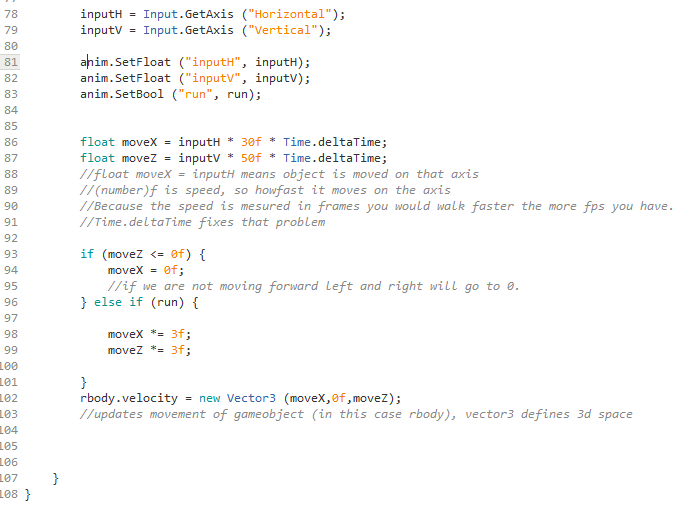 78 inputH = Input.GetAxis ("Horizontal");
79 inputV = Input.GetAxis ("Vertical");
80
81 anim.SetFloat ("inputH", inputH);
82 anim.SetFloat ("inputV", inputV);
83 anim.SetBool ("run", run);
84
85
86 float moveX = inputH * 30f * Time.deltaTime;
87 float moveZ = inputV * 50f * Time.deltaTime;
88 //float moveX = inputH means object is moved on that axis
89 //(number)f is speed, so howfast it moves on the axis
90 //Because the speed is mesured in frames you would walk faster the more fps you have.
91 //Time.deltaTime fixes that problem
92
93 if (moveZ <= 0f) {
94 moveX = 0f;
95 //if we are not moving forward left and right will go to 0.
96 } else if (run) {
97
98 moveX *= 3f;
99 moveZ *= 3f;
100
101 }
102 rbody.velocity = new Vector3 (moveX,0f,moveZ);
103 //updates movement of gameobject (in this case rbody), vector3 defines 3d space
104
105
106
107 }
108 }